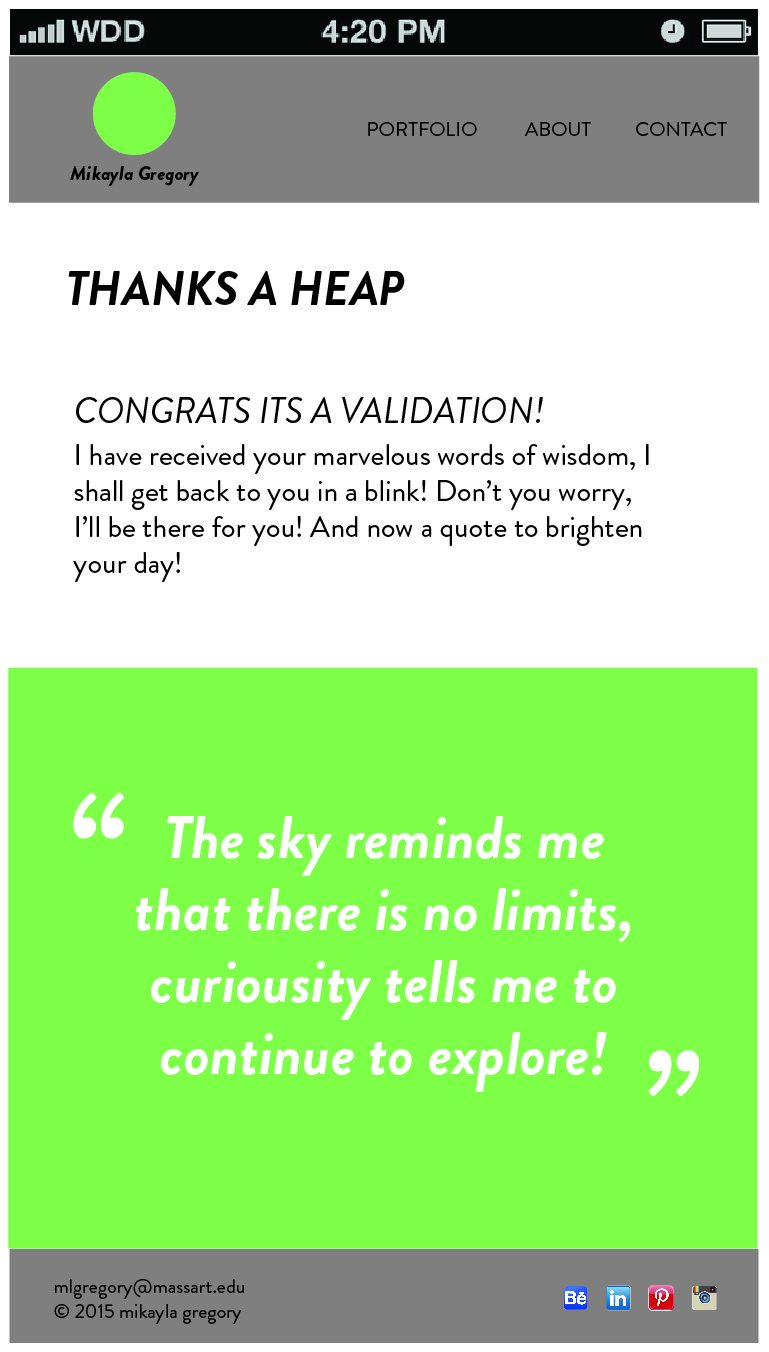 WDD 4:20 PM
PORTFOLIO ABOUT CONTACT
Mikayla Gregory
THANKS A HEAP
CONGRATS ITS A VALIDATION!
I have received your marvelous words of wisdom, I
shall get back to you in a blink! Don’t you worry,
I’ll be there for you! And now a quote to brighten
your day!
“ The sky reminds me
that there is no limits,
curiousity tells me to
continue to explore! ”
mlgregory@massart.edu
© 2015 mikayla gregory
Bē in